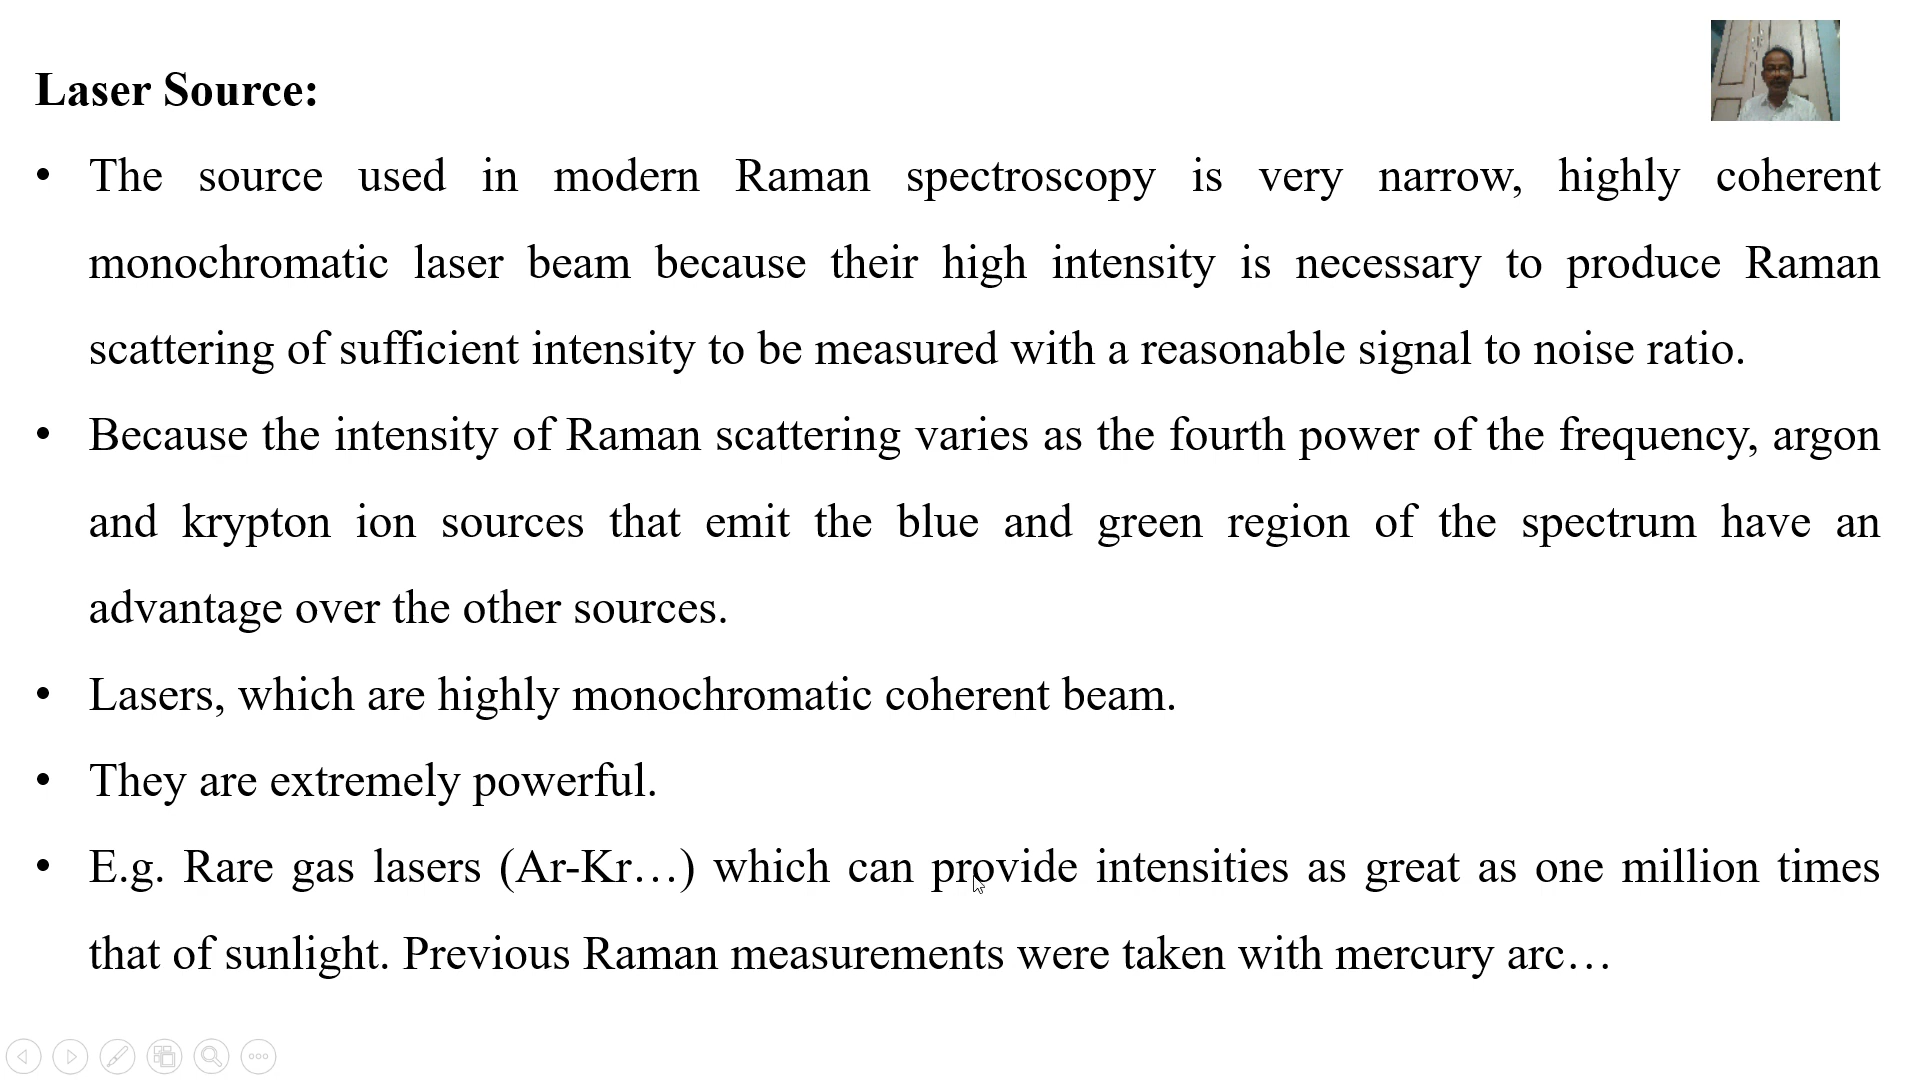 Laser Source:
• The source used in modern Raman spectroscopy is very narrow, highly coherent
monochromatic laser beam because their high intensity is necessary to produce Raman
scattering of sufficient intensity to be measured with a reasonable signal to noise ratio.
• Because the intensity of Raman scattering varies as the fourth power of the frequency, argon
and krypton ion sources that emit the blue and green region of the spectrum have an
advantage over the other sources.
• Lasers, which are highly monochromatic coherent beam.
• They are extremely powerful.
• E.g. Rare gas lasers (Ar-Kr…) which can provide intensities as great as one million times
that of sunlight. Previous Raman measurements were taken with mercury arc…